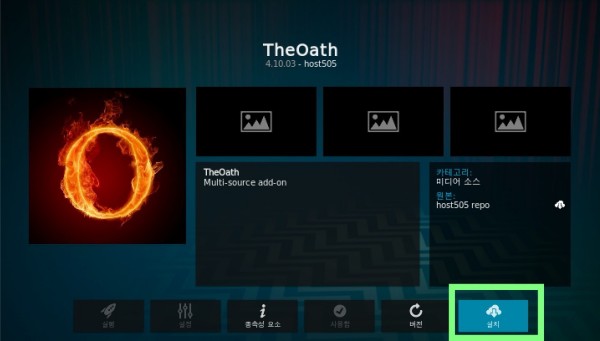 TheOath
4.10.03 - host505
TheOath
Multi-source add-on
카테고리:
미디어 소스
원본:
host505 repo
실행
설정
종속성 요소
사용함
버전
설치